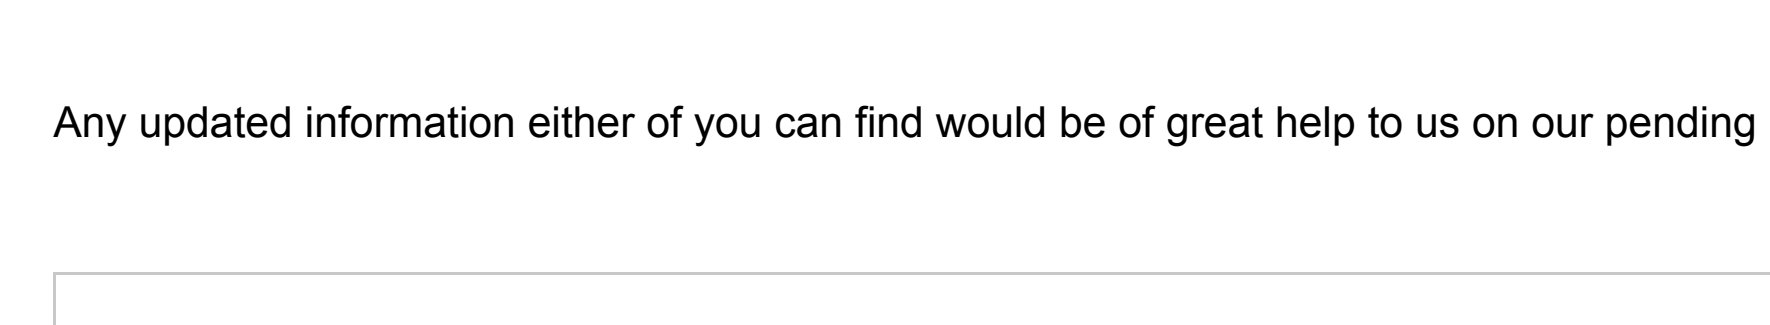 Any updated information either of you can find would be of great help to us on our pending